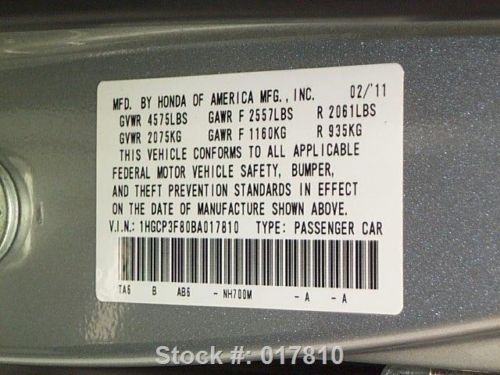 MFD. BY HONDA OF AMERICA MFG., INC. 02/'11
GVWR 4575LBS GAWR F 2557LBS R 2061LBS
GVWR 2075KG GAWR F 1160KG R 935KG
THIS VEHICLE CONFORMS TO ALL APPLICABLE
FEDERAL MOTOR VEHICLE SAFETY, BUMPER,
AND THEFT PREVENTION STANDARDS IN EFFECT
ON THE DATE OF MANUFACTURE SHOWN ABOVE.
V.I.N.: 1HGCP3F80BA017810 TYPE: PASSENGER CAR
TA6 B AB6 - NH700M - A - A
Stock #: 017810